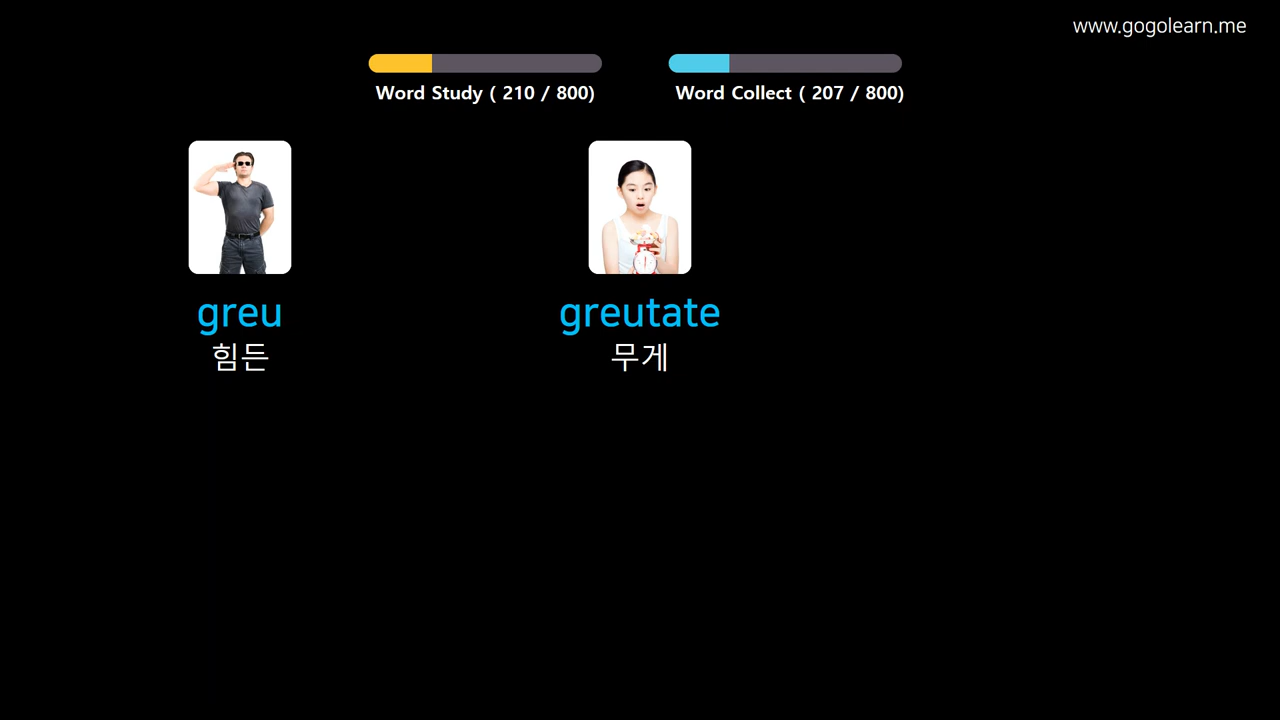 www.gogolearn.me
Word Study ( 210 / 800)
Word Collect ( 207 / 800)
greu
힘든
greutate
무게